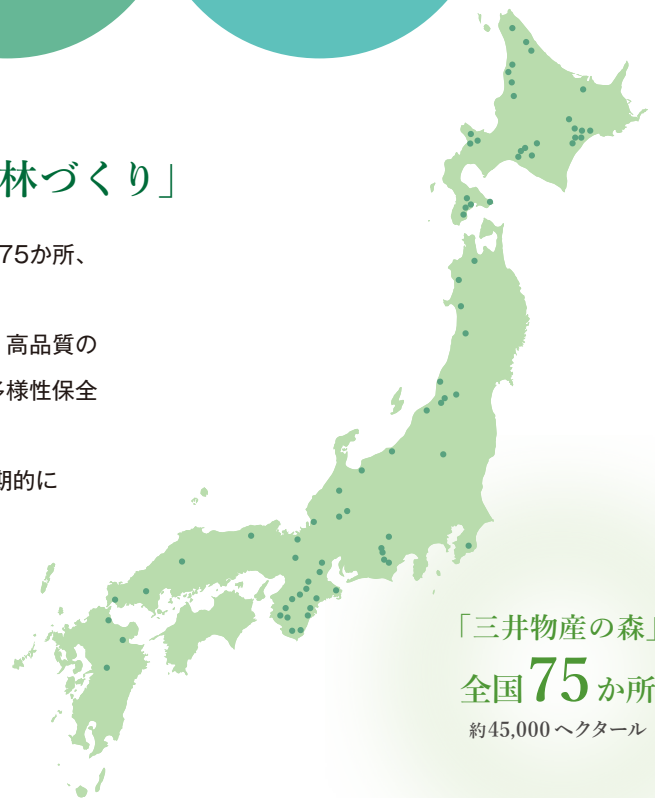 林づくり」
75か所、
高品質の
多様性保全
期的に
「三井物産の森」
全国75か所
約45,000ヘクタール